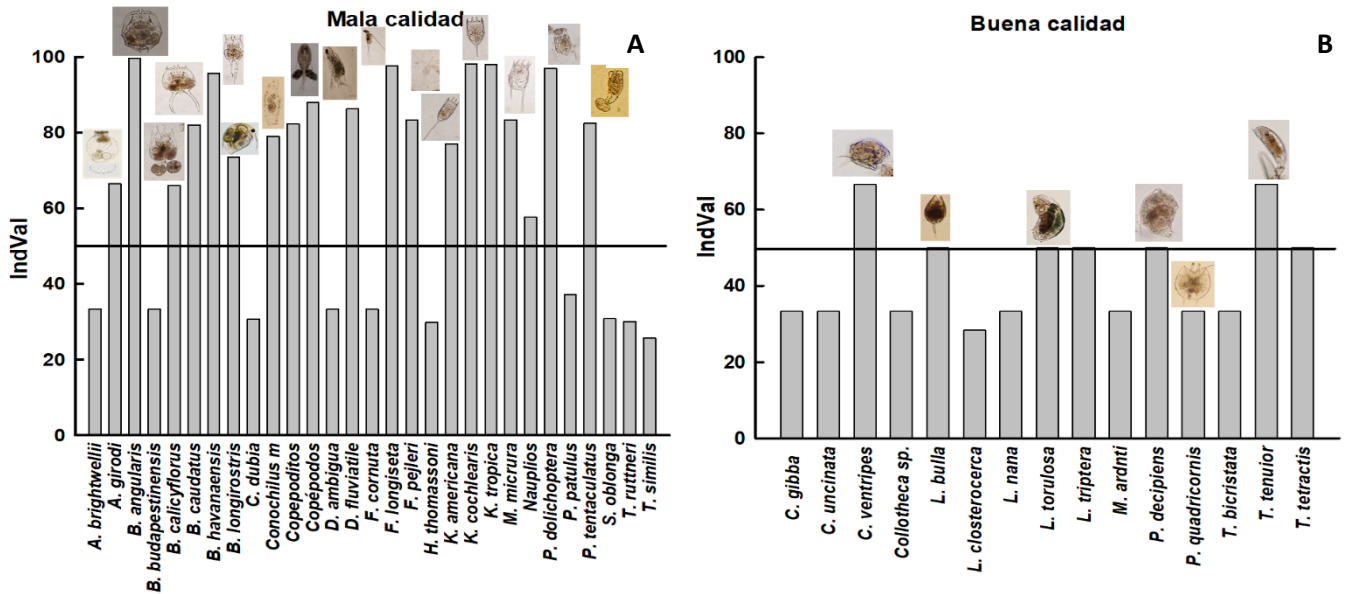 Mala calidad
A
IndVal
100
80
60
40
20
0
A. brightwellii
A. girodi
B. angularis
B. budapestinensis
B. calicyflorus
B. caudatus
B. havanaensis
B. longirostris
C. dubia
Conochilus m
Copepoditos
Copépodos
D. ambigua
D. fluviatile
F. cornuta
F. longiseta
F. pejleri
H. thomassoni
K. americana
K. cochlearis
K. tropica
M. micrura
Nauplios
P. dolichoptera
P. patulus
P. pentaculatus
S. oblonga
T. ruttneri
T. similis
Buena calidad
B
IndVal
100
80
60
40
20
0
C. gibba
C. uncinata
C. ventripes
Collotheca sp.
L. bulla
L. closterocerca
L. nana
L. torulosa
L. triptera
M. ardnti
P. decipiens
P. quadricornis
T. bicristata
T. tenuior
T. tetractis